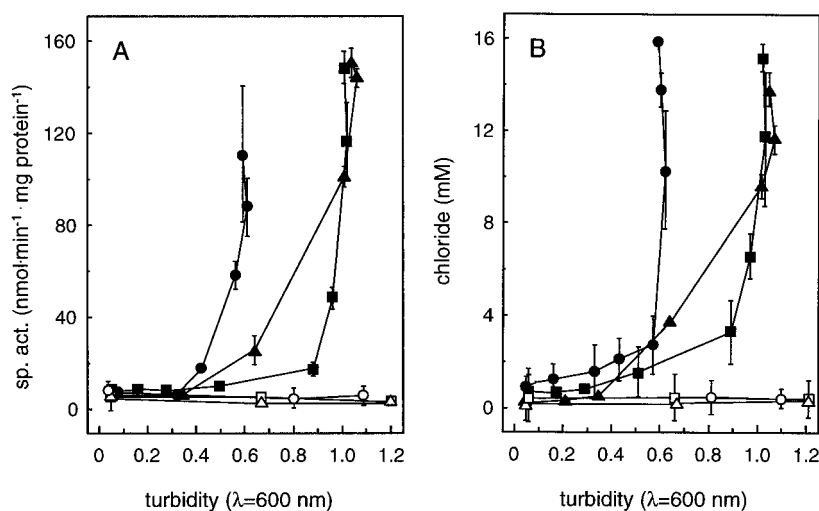 A
sp. act. (nmol·min⁻¹· mg protein⁻¹)
160
120
80
40
0
0 0.2 0.4 0.6 0.8 1.0 1.2
turbidity (λ=600 nm)
B
chloride (mM)
16
12
8
4
0
0 0.2 0.4 0.6 0.8 1.0 1.2
turbidity (λ=600 nm)